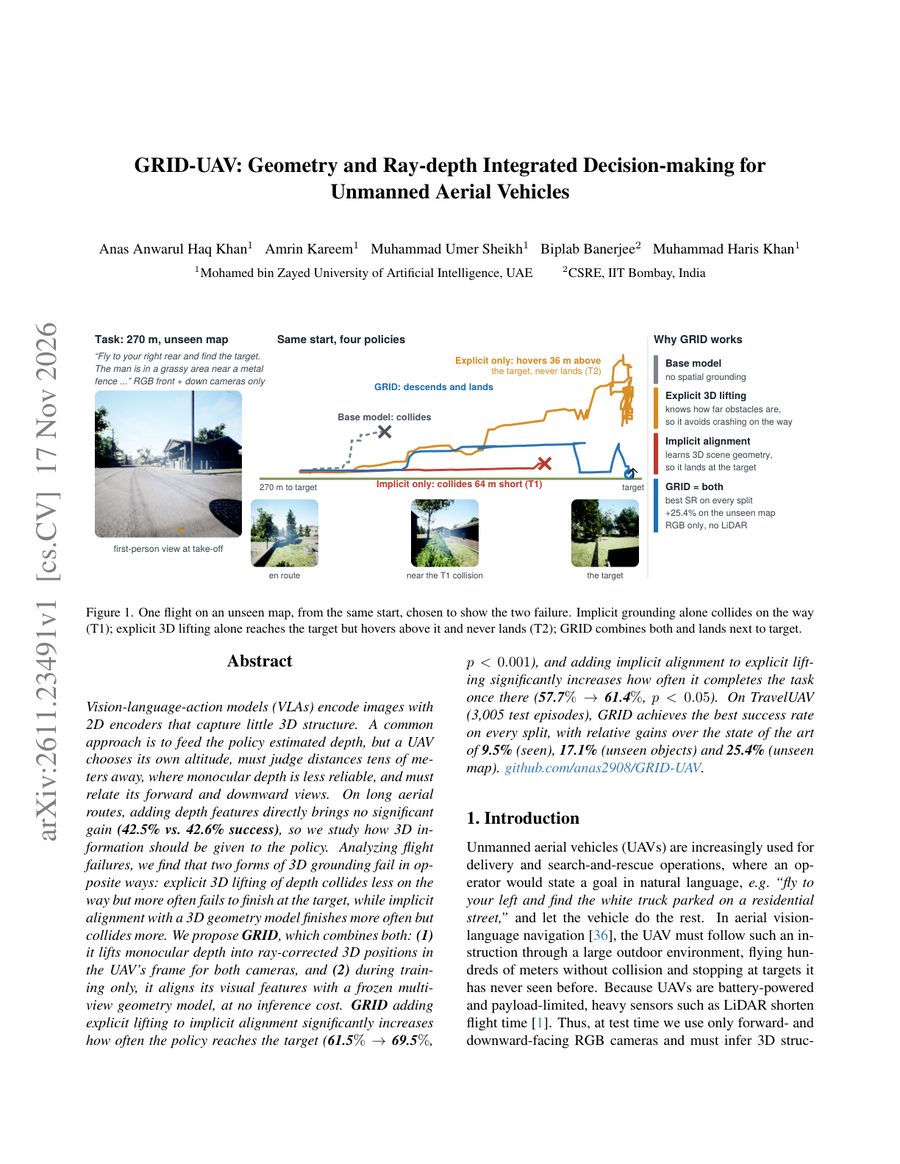 GRID-UAV: Geometry and Ray-depth Integrated Decision-making for
Unmanned Aerial Vehicles
Anas Anwarul Haq Khan1 Amrin Kareem1 Muhammad Umer Sheikh1 Biplab Banerjee2 Muhammad Haris Khan1
1Mohamed bin Zayed University of Artificial Intelligence, UAE 2CSRE, IIT Bombay, India
arXiv:2611.23491v1 [cs.CV] 17 Nov 2026
Task: 270 m, unseen map
“Fly to your right rear and find the target.
The man is in a grassy area near a metal
fence ...” RGB front + down cameras only
first-person view at take-off
Same start, four policies
Explicit only: hovers 36 m above
the target, never lands (T2)
GRID: descends and lands
Base model: collides
270 m to target
Implicit only: collides 64 m short (T1)
target
en route
near the T1 collision
the target
Why GRID works
Base model
no spatial grounding
Explicit 3D lifting
knows how far obstacles are,
so it avoids crashing on the way
Implicit alignment
learns 3D scene geometry,
so it lands at the target
GRID = both
best SR on every split
+25.4% on the unseen map
RGB only, no LiDAR
Figure 1. One flight on an unseen map, from the same start, chosen to show the two failure. Implicit grounding alone collides on the way
(T1); explicit 3D lifting alone reaches the target but hovers above it and never lands (T2); GRID combines both and lands next to target.
Abstract
Vision-language-action models (VLAs) encode images with
2D encoders that capture little 3D structure. A common
approach is to feed the policy estimated depth, but a UAV
chooses its own altitude, must judge distances tens of me-
ters away, where monocular depth is less reliable, and must
relate its forward and downward views. On long aerial
routes, adding depth features directly brings no significant
gain (42.5% vs. 42.6% success), so we study how 3D in-
formation should be given to the policy. Analyzing flight
failures, we find that two forms of 3D grounding fail in op-
posite ways: explicit 3D lifting of depth collides less on the
way but more often fails to finish at the target, while implicit
alignment with a 3D geometry model finishes more often but
collides more. We propose GRID, which combines both: (1)
it lifts monocular depth into ray-corrected 3D positions in
the UAV’s frame for both cameras, and (2) during train-
ing only, it aligns its visual features with a frozen multi-
view geometry model, at no inference cost. GRID adding
explicit lifting to implicit alignment significantly increases
how often the policy reaches the target (61.5% → 69.5%,
p < 0.001), and adding implicit alignment to explicit lift-
ing significantly increases how often it completes the task
once there (57.7% → 61.4%, p < 0.05). On TravelUAV
(3,005 test episodes), GRID achieves the best success rate
on every split, with relative gains over the state of the art
of 9.5% (seen), 17.1% (unseen objects) and 25.4% (unseen
map). github.com/anas2908/GRID-UAV.
1. Introduction
Unmanned aerial vehicles (UAVs) are increasingly used for
delivery and search-and-rescue operations, where an op-
erator would state a goal in natural language, e.g. “fly to
your left and find the white truck parked on a residential
street,” and let the vehicle do the rest. In aerial vision-
language navigation [36], the UAV must follow such an in-
struction through a large outdoor environment, flying hun-
dreds of meters without collision and stopping at targets it
has never seen before. Because UAVs are battery-powered
and payload-limited, heavy sensors such as LiDAR shorten
flight time [1]. Thus, at test time we use only forward- and
downward-facing RGB cameras and must infer 3D struc-